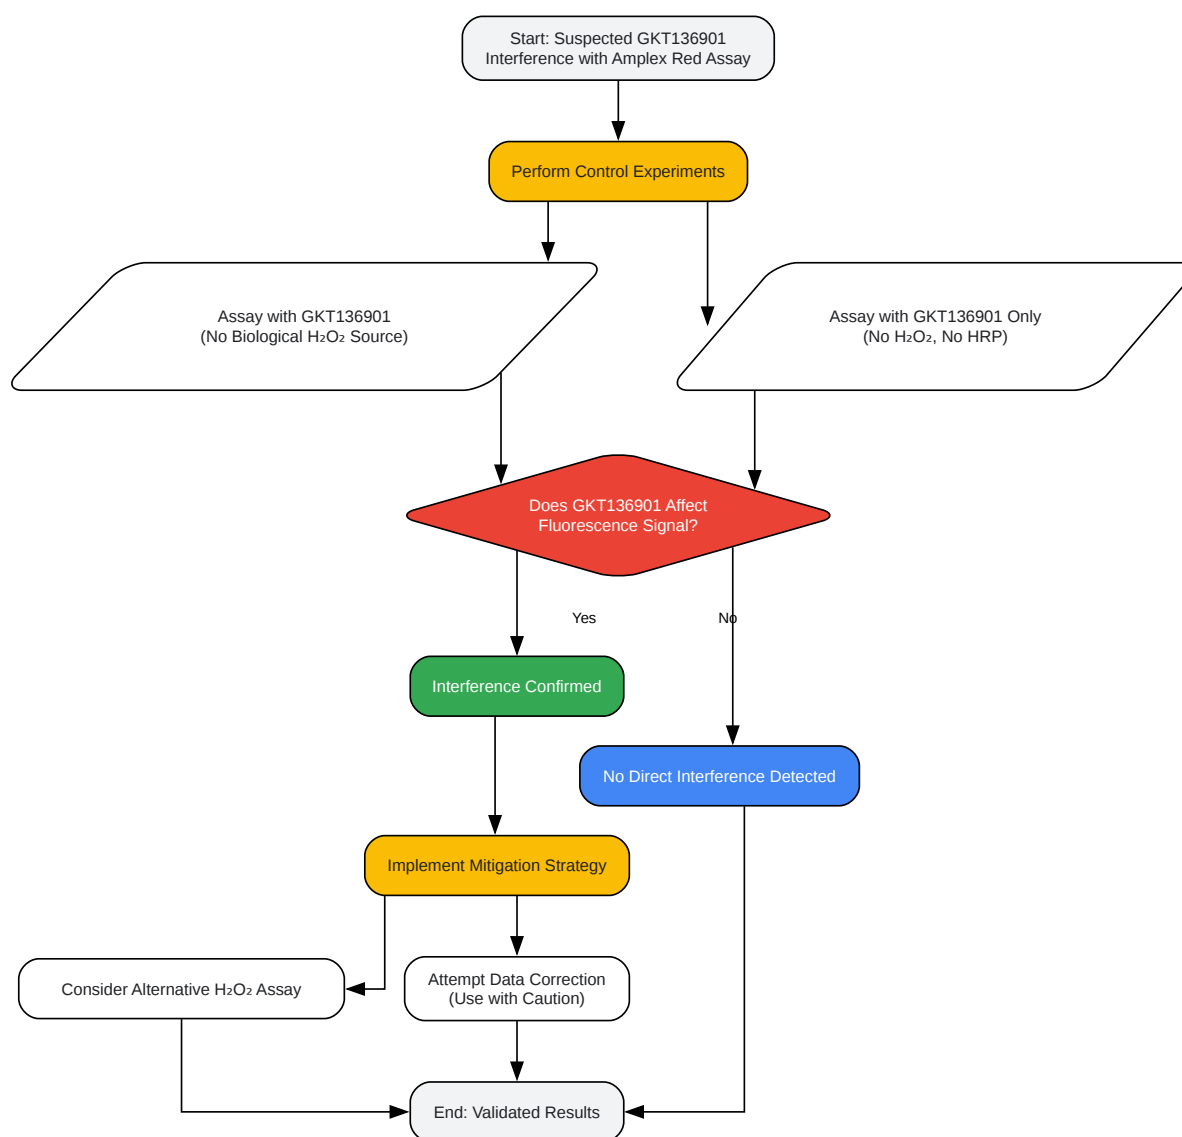 Start: Suspected GKT136901
Interference with Amplex Red Assay
Perform Control Experiments
Assay with GKT136901
(No Biological H₂O₂ Source)
Assay with GKT136901 Only
(No H₂O₂, No HRP)
Does GKT136901 Affect
Fluorescence Signal?
Yes
No
Interference Confirmed
No Direct Interference Detected
Implement Mitigation Strategy
Consider Alternative H₂O₂ Assay
Attempt Data Correction
(Use with Caution)
End: Validated Results